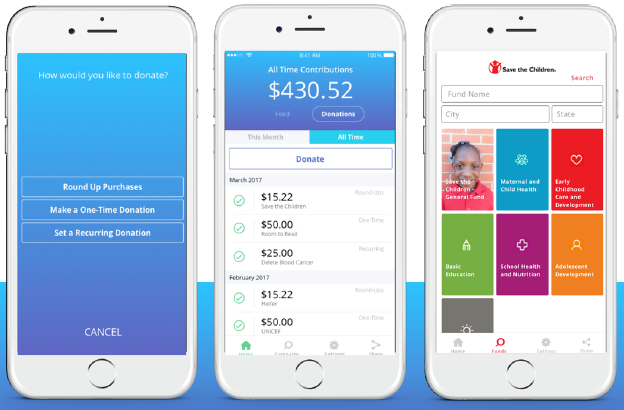 How would you like to donate?
Round Up Purchases
Make a One-Time Donation
Set a Recurring Donation
CANCEL
9:41 AM
100%
All Time Contributions
$430.52
Feed
Donations
This Month
All Time
Donate
March 2017
$15.22
Round-Ups
Save the Children
$50.00
One-Time
Room to Read
$25.00
Recurring
Delete Blood Cancer
February 2017
$15.22
Round-Ups
Heifer
$50.00
One-Time
UNICEF
Home
Settings
Share
Save the Children.
Search
Fund Name
City
State
Save the
Children -
General Fund
Maternal and
Child Health
Early
Childhood
Care and
Development
Basic
Education
School Health
and Nutrition
Adolescent
Development
Home
Funds
Settings
Share